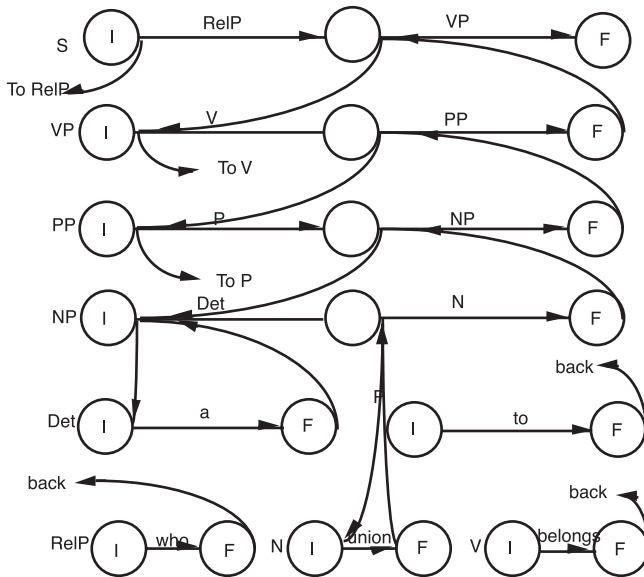 RelP VP
S I F
To RelP
V PP
VP I F
To V
P NP
PP I F
To P
Det N
NP I F
back
a P to
Det I F I F
back back
who union belongs
RelP I F N I F V I F